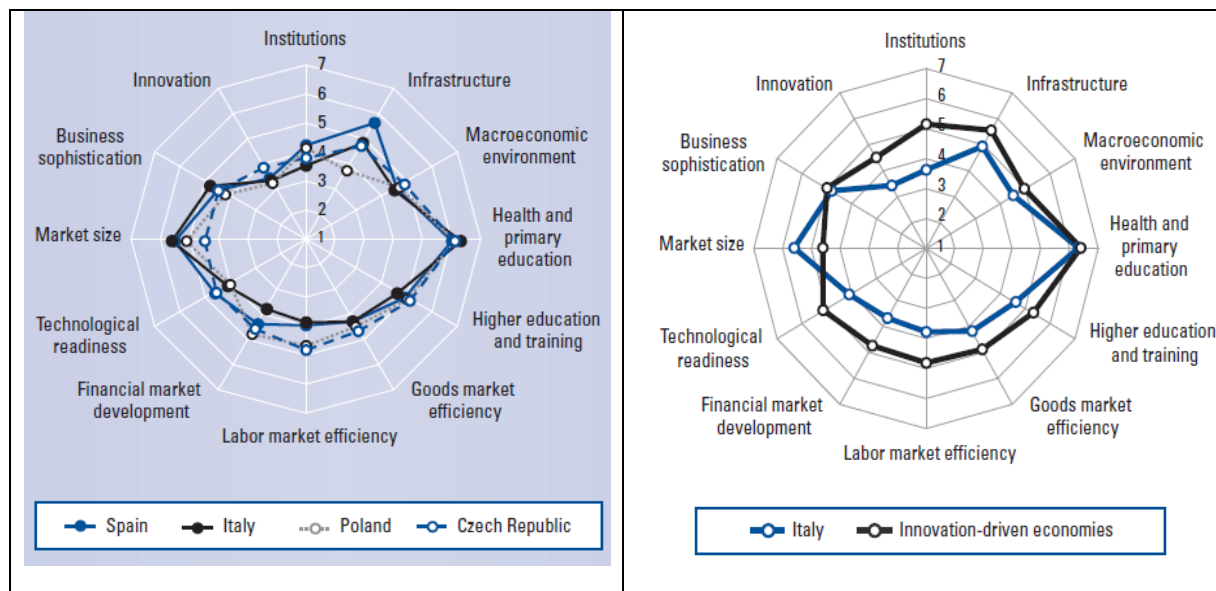 Institutions
7
6
5
4
3
2
1
Infrastructure
Macroeconomic
environment
Health and
primary
education
Higher education
and training
Goods market
efficiency
Labor market efficiency
Financial market
development
Technological
readiness
Market size
Business
sophistication
Innovation
Spain
Italy
Poland
Czech Republic
Institutions
7
6
5
4
3
2
1
Infrastructure
Macroeconomic
environment
Health and
primary
education
Higher education
and training
Goods market
efficiency
Labor market efficiency
Financial market
development
Technological
readiness
Market size
Business
sophistication
Innovation
Italy
Innovation-driven economies